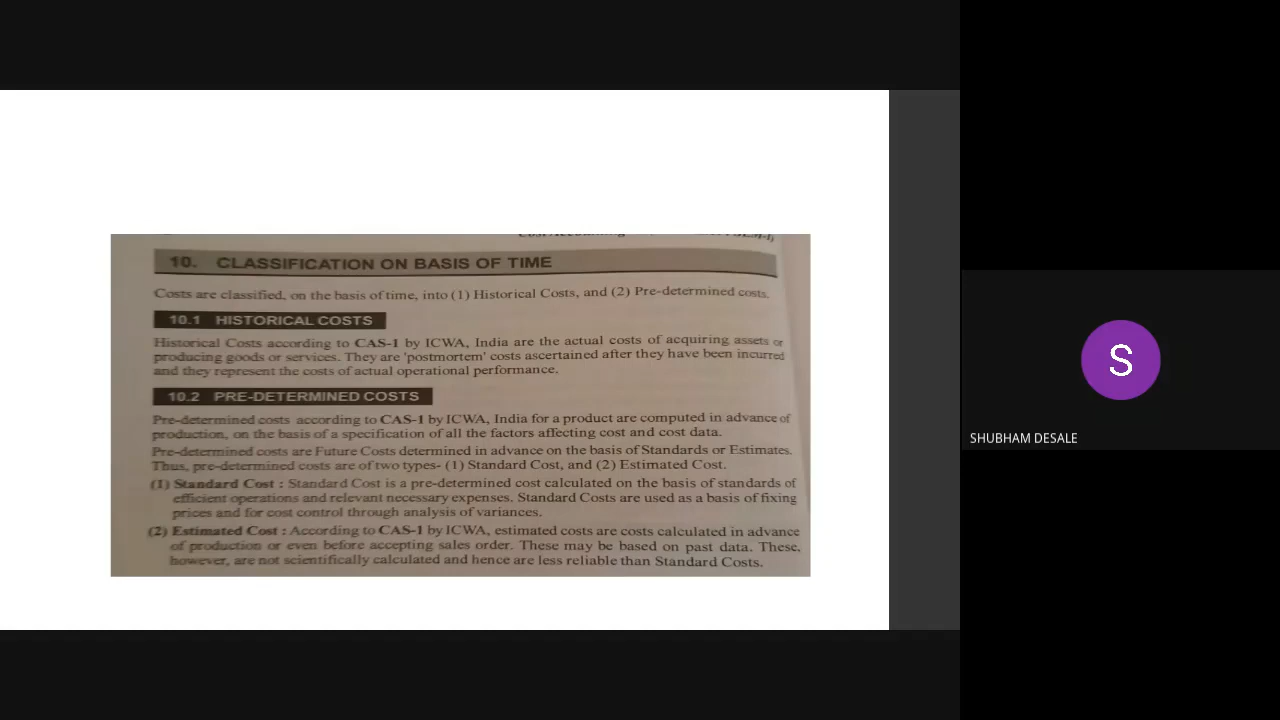 10. CLASSIFICATION ON BASIS OF TIME
Costs are classified, on the basis of time, into (1) Historical Costs, and (2) Pre-determined costs.
10.1 HISTORICAL COSTS
Historical Costs according to CAS-1 by ICWA, India are the actual costs of acquiring assets or
producing goods or services. They are 'postmortem' costs ascertained after they have been incurred
and they represent the costs of actual operational performance.
10.2 PRE-DETERMINED COSTS
Pre-determined costs according to CAS-1 by ICWA, India for a product are computed in advance of
production, on the basis of a specification of all the factors affecting cost and cost data.
Pre-determined costs are Future Costs determined in advance on the basis of Standards or Estimates.
Thus, pre-determined costs are of two types- (1) Standard Cost, and (2) Estimated Cost.
(1) Standard Cost : Standard Cost is a pre-determined cost calculated on the basis of standards of
efficient operations and relevant necessary expenses. Standard Costs are used as a basis of fixing
prices and for cost control through analysis of variances.
(2) Estimated Cost : According to CAS-1 by ICWA, estimated costs are costs calculated in advance
of production or even before accepting sales order. These may be based on past data. These,
however, are not scientifically calculated and hence are less reliable than Standard Costs.
S
SHUBHAM DESALE